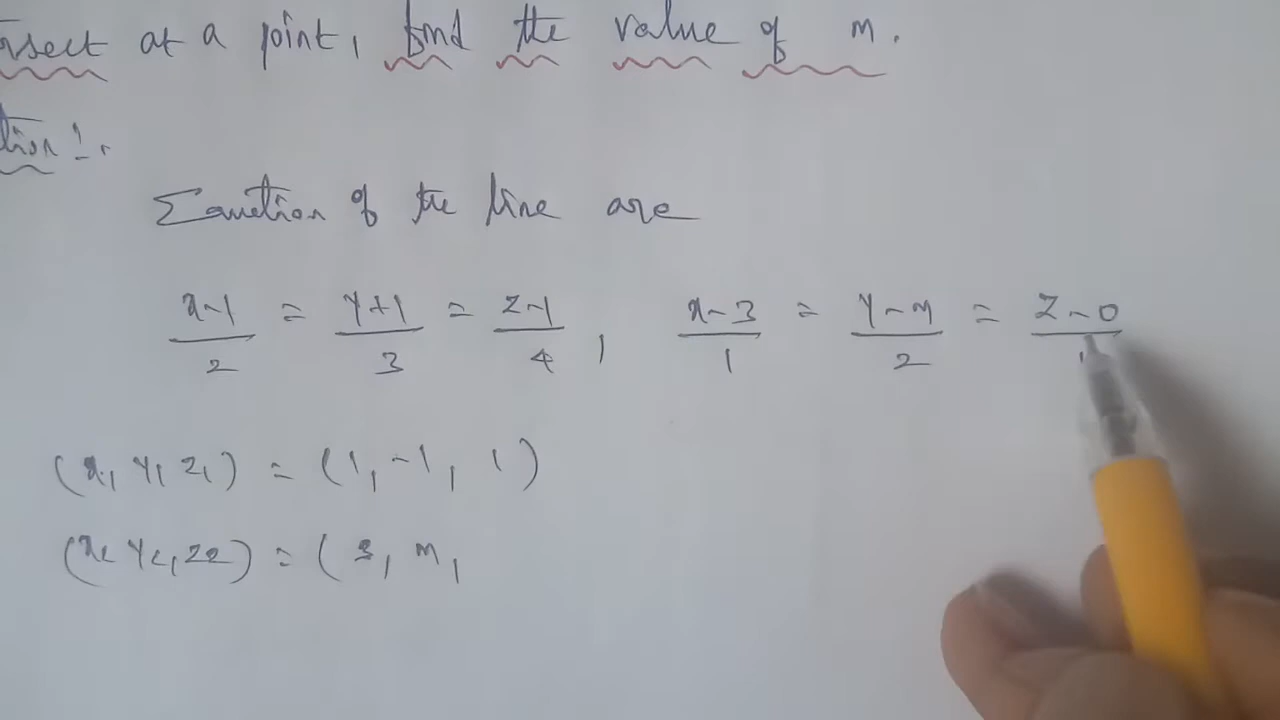 rsect at a point, find the value of m.
tion :.
Equation of the line are
x-1/2 = y+1/3 = z-1/4 , x-3/1 = y-m/2 = z-0/1
(x₁ y₁ z₁) = (1, -1, 1)
(x₂ y₂, z2) = (3, m,